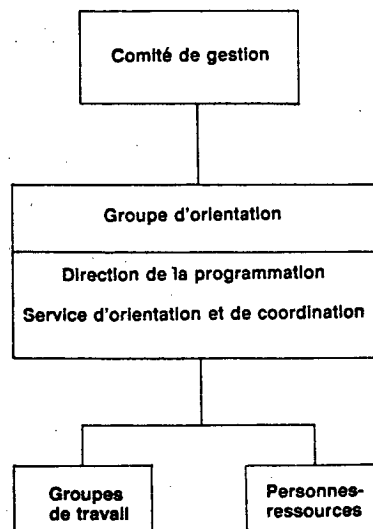 Comité de gestion
Groupe d'orientation
Direction de la programmation
Service d'orientation et de coordination
Groupes
de travail
Personnes-
ressources